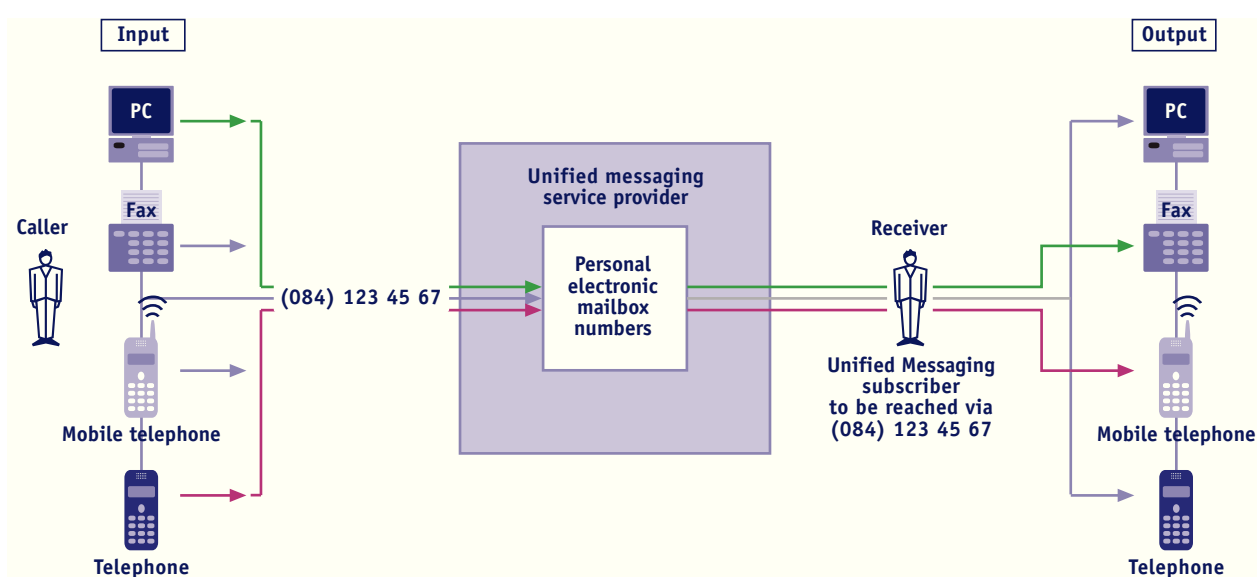 Input
Output
PC
PC
Unified messaging
service provider
Fax
Fax
Caller
Receiver
Personal
electronic
mailbox
numbers
(084) 123 45 67
Unified Messaging
subscriber
to be reached via
(084) 123 45 67
Mobile telephone
Mobile telephone
Telephone
Telephone